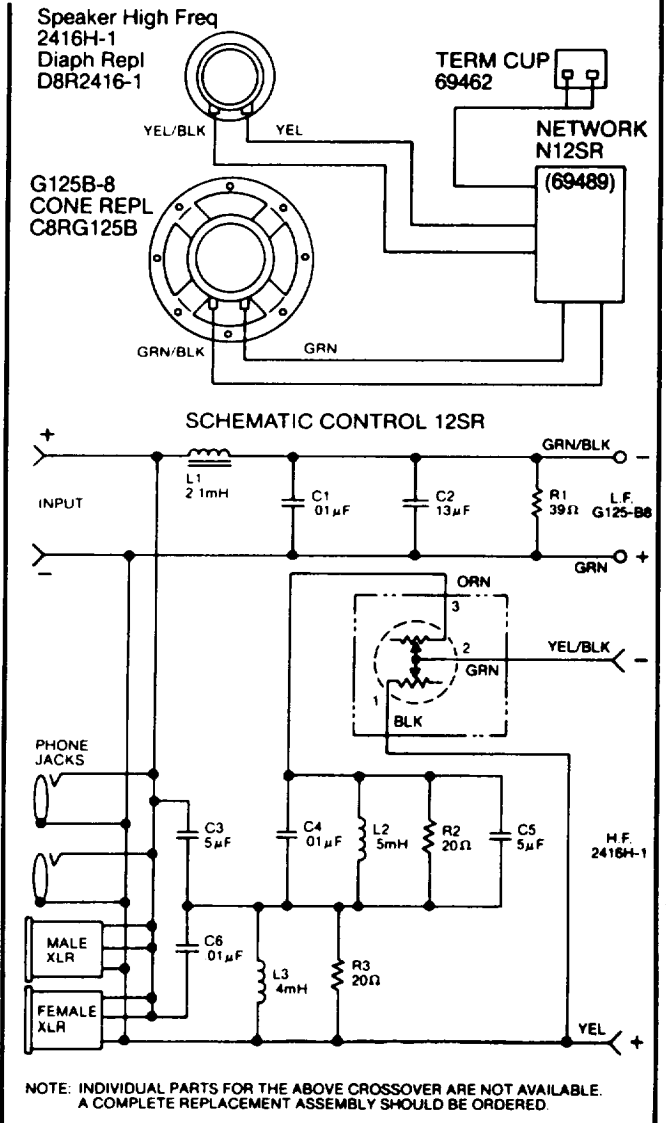 Speaker High Freq
2416H-1
Diaph Repl
D8R2416-1
TERM CUP
69462
YEL/BLK
YEL
NETWORK
N12SR
(69489)
G125B-8
CONE REPL
C8RG125B
GRN/BLK
GRN
SCHEMATIC CONTROL 12SR
+
GRN/BLK
−
L1
2 1mH
INPUT
C1
01µF
C2
13µF
R1
39Ω
L.F.
G125-B8
−
GRN
+
ORN
3
2
YEL/BLK
−
GRN
1
BLK
PHONE
JACKS
C3
5µF
C4
01µF
L2
5mH
R2
20Ω
C5
5µF
H.F.
2416H-1
MALE
XLR
C6
01µF
L3
4mH
R3
20Ω
FEMALE
XLR
YEL
+
NOTE: INDIVIDUAL PARTS FOR THE ABOVE CROSSOVER ARE NOT AVAILABLE.
A COMPLETE REPLACEMENT ASSEMBLY SHOULD BE ORDERED.